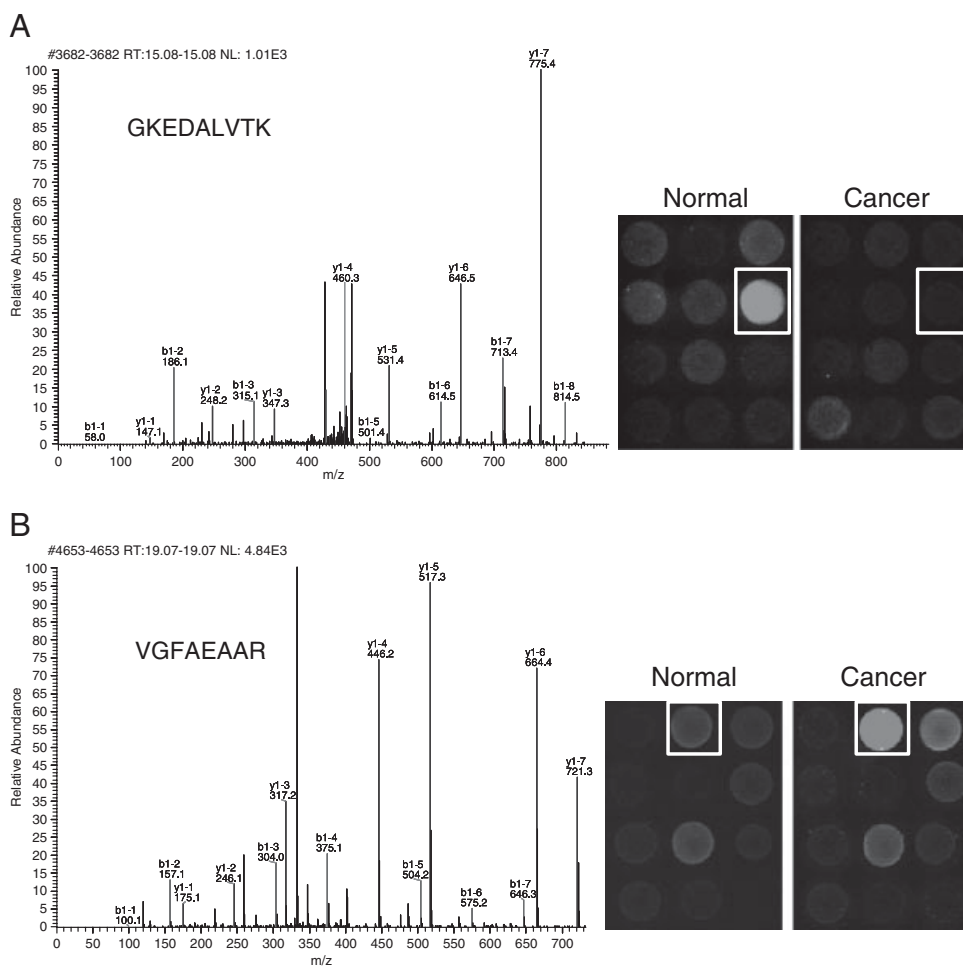 A
#3682-3682 RT:15.08-15.08 NL: 1.01E3
GKEDALVTK
Relative Abundance
100
95
90
85
80
75
70
65
60
55
50
45
40
35
30
25
20
15
10
5
0
y1-7
775.4
y1-4
460.3
y1-6
646.5
y1-5
531.4
b1-7
713.4
b1-2
186.1
y1-2
248.2
b1-3
315.1
y1-3
347.3
b1-6
614.5
b1-8
814.5
b1-1
58.0
y1-1
147.1
b1-5
501.4
0 100 200 300 400 500 600 700 800
m/z
Normal Cancer
B
#4653-4653 RT:19.07-19.07 NL: 4.84E3
VGFAEAAR
Relative Abundance
100
95
90
85
80
75
70
65
60
55
50
45
40
35
30
25
20
15
10
5
0
y1-5
517.3
y1-4
446.2
y1-6
664.4
y1-7
721.3
y1-3
317.2
b1-4
375.1
b1-3
304.0
b1-2
157.1
y1-2
246.1
y1-1
175.1
b1-5
504.2
b1-6
575.2
b1-7
646.3
b1-1
100.1
0 50 100 150 200 250 300 350 400 450 500 550 600 650 700
m/z
Normal Cancer